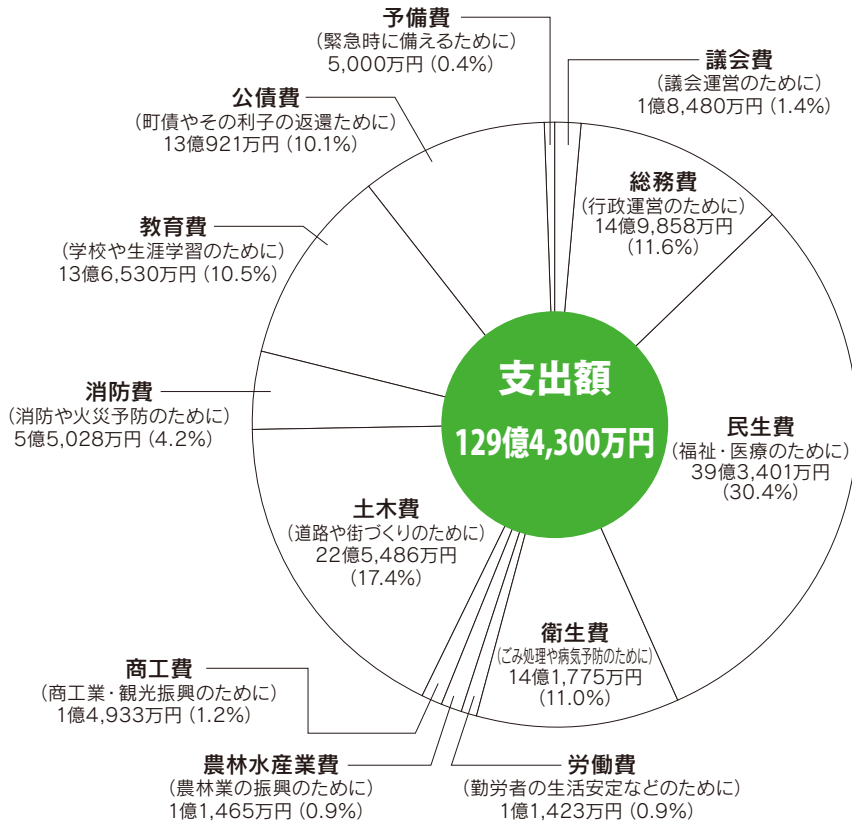 予備費
(緊急時に備えるために)
5,000万円 (0.4%)
議会費
(議会運営のために)
1億8,480万円 (1.4%)
総務費
(行政運営のために)
14億9,858万円
(11.6%)
民生費
(福祉・医療のために)
39億3,401万円
(30.4%)
衛生費
(ごみ処理や病気予防のために)
14億1,775万円
(11.0%)
労働費
(勤労者の生活安定などのために)
1億1,423万円 (0.9%)
農林水産業費
(農林業の振興のために)
1億1,465万円 (0.9%)
商工費
(商工業・観光振興のために)
1億4,933万円 (1.2%)
土木費
(道路や街づくりのために)
22億5,486万円
(17.4%)
消防費
(消防や火災予防のために)
5億5,028万円 (4.2%)
教育費
(学校や生涯学習のために)
13億6,530万円 (10.5%)
公債費
(町債やその利子の返還ために)
13億921万円 (10.1%)
支出額
129億4,300万円